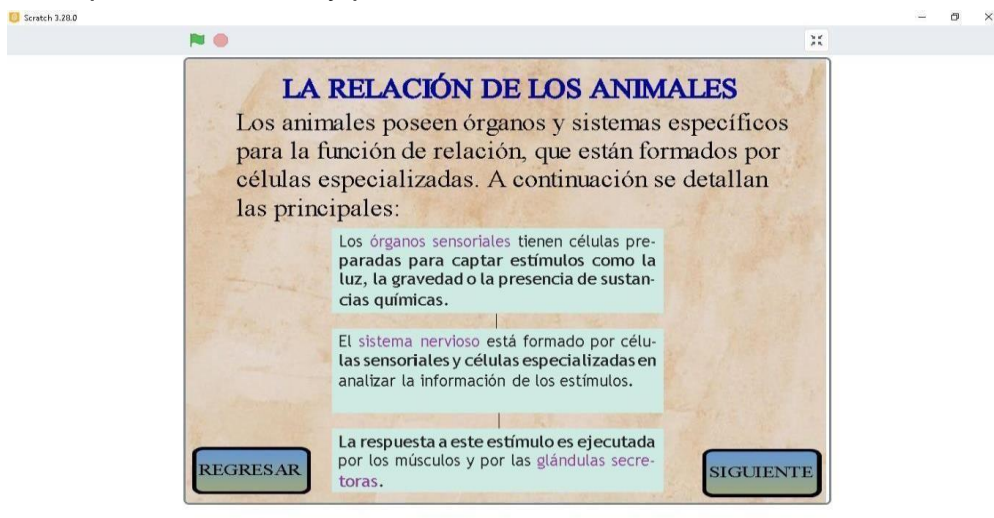 Scratch 3.28.0
LA RELACIÓN DE LOS ANIMALES
Los animales poseen órganos y sistemas específicos
para la función de relación, que están formados por
células especializadas. A continuación se detallan
las principales:
Los órganos sensoriales tienen células pre-
paradas para captar estímulos como la
luz, la gravedad o la presencia de sustan-
cias químicas.
El sistema nervioso está formado por célu-
las sensoriales y células especializadas en
analizar la información de los estímulos.
La respuesta a este estímulo es ejecutada
por los músculos y por las glándulas secre-
toras.
REGRESAR
SIGUIENTE